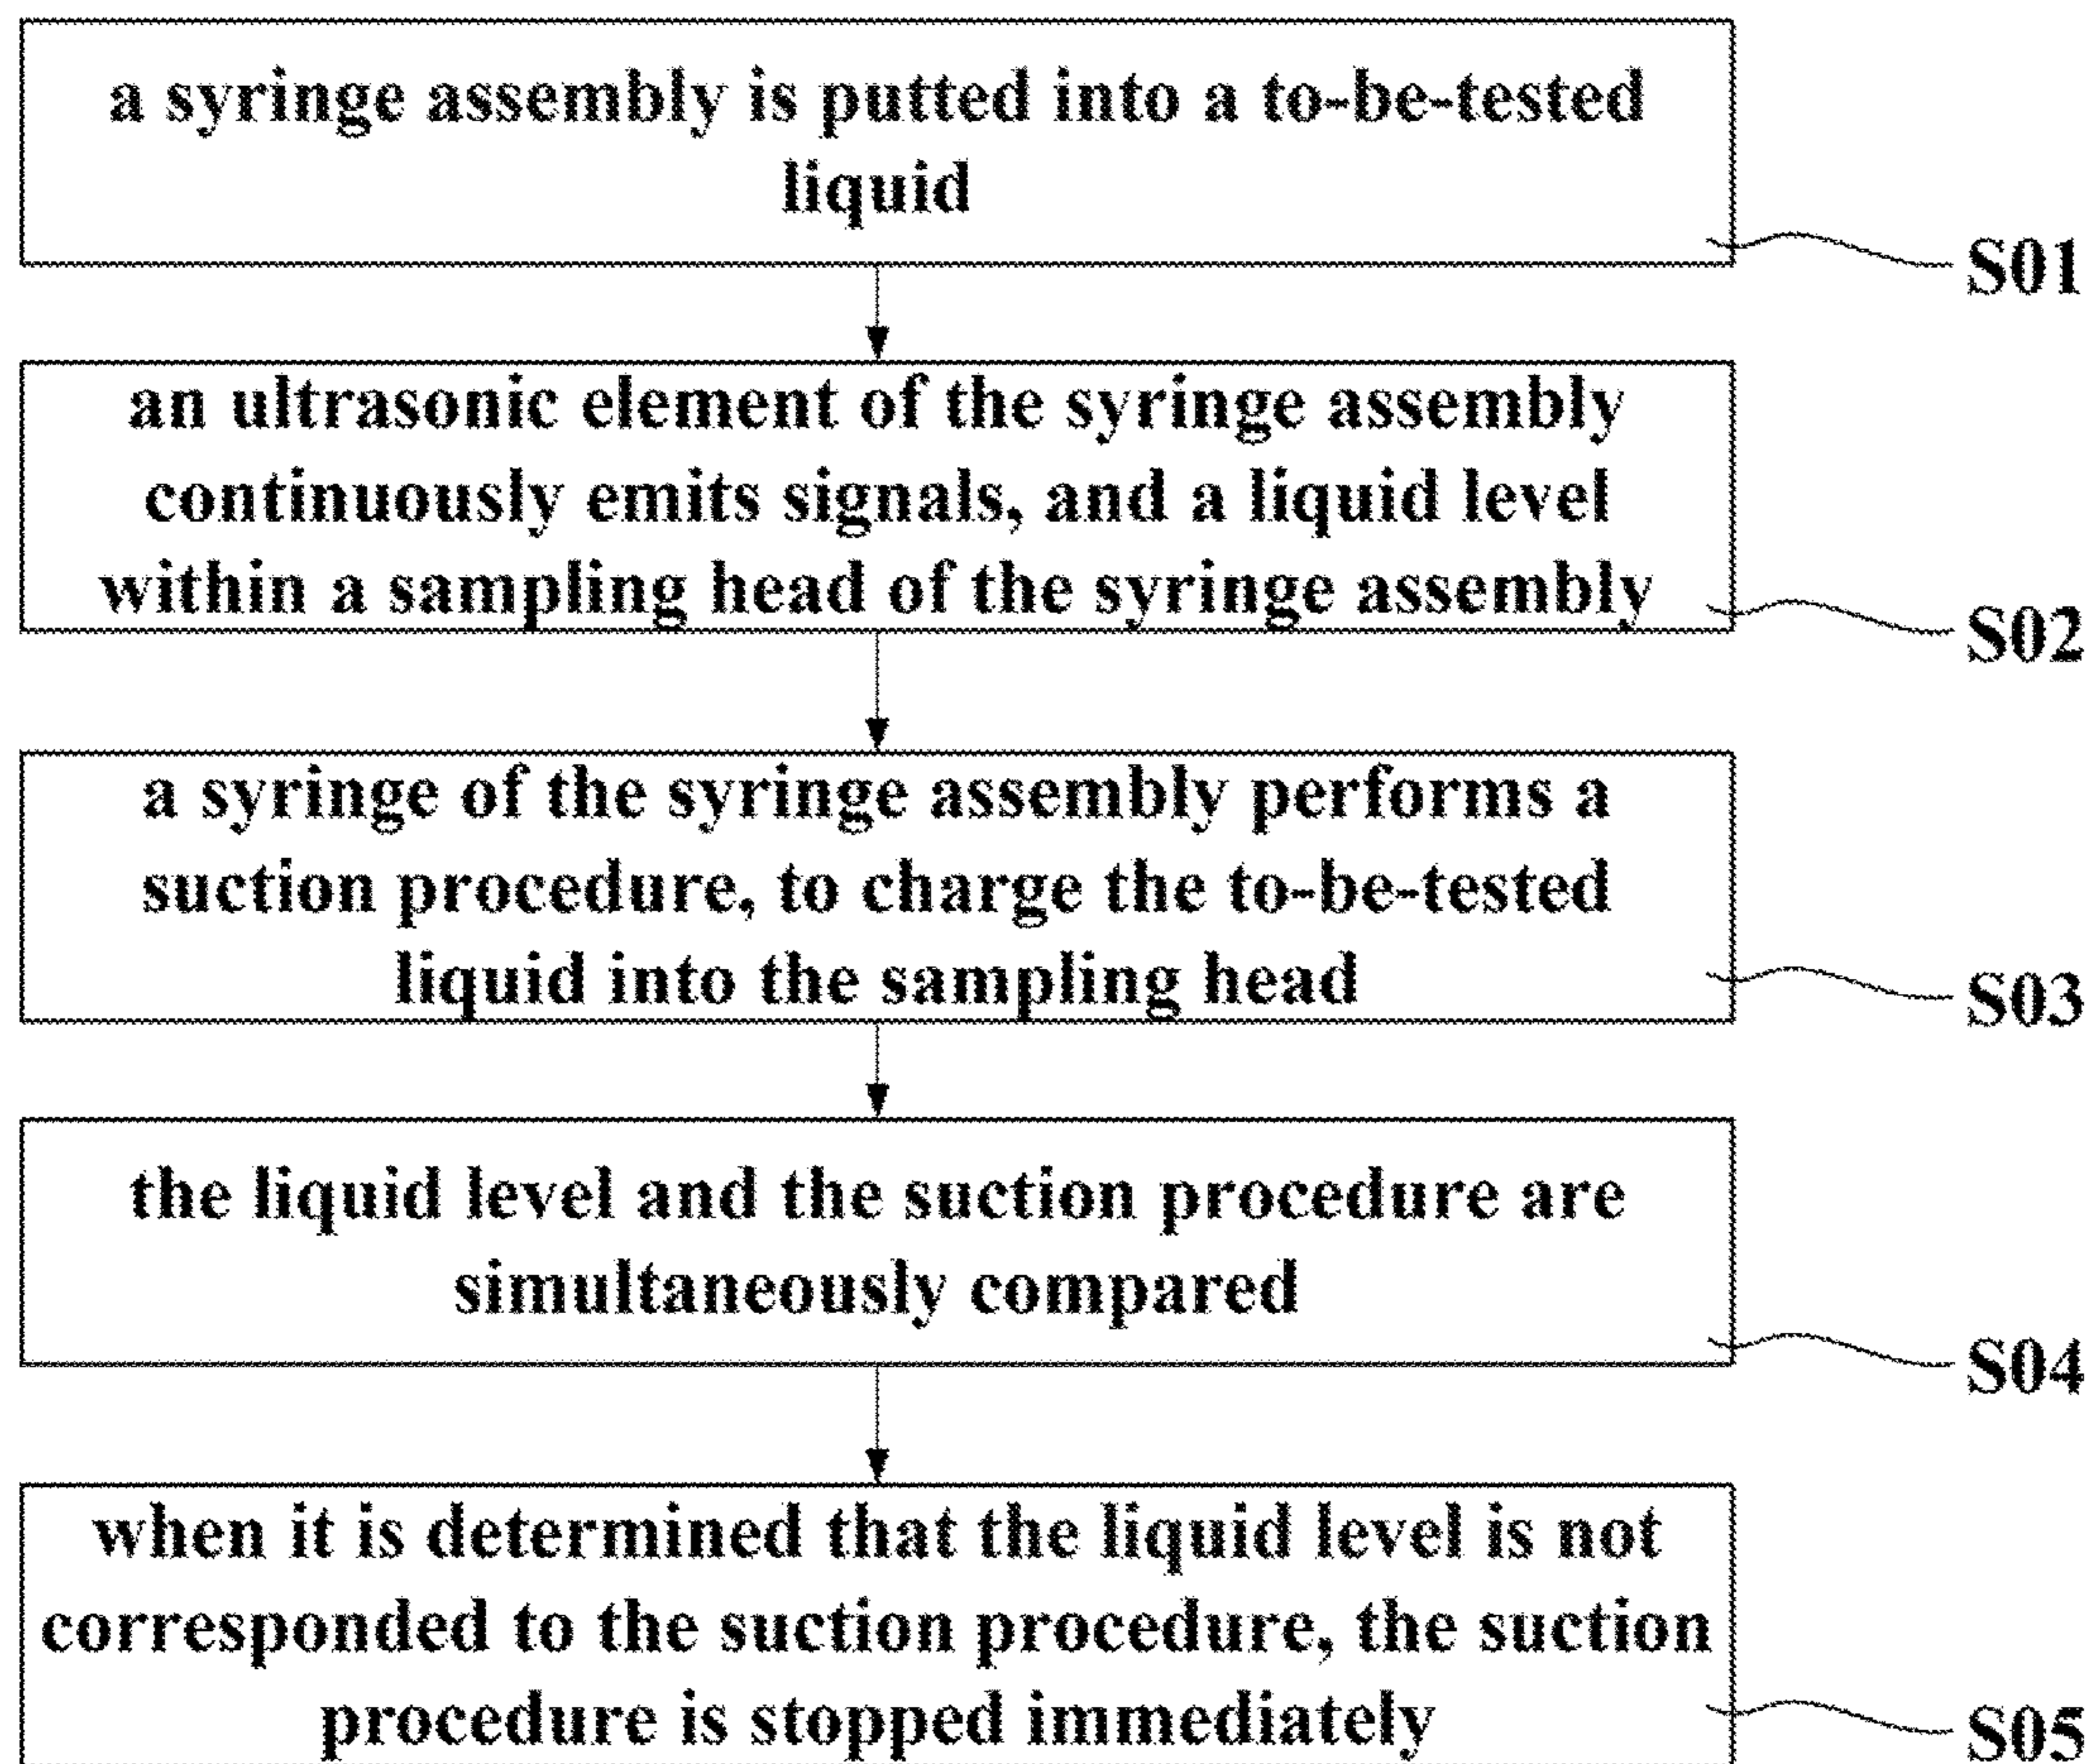 a syringe assembly is putted into a to-be-tested
liquid
S01
an ultrasonic element of the syringe assembly
continuously emits signals, and a liquid level
within a sampling head of the syringe assembly
S02
a syringe of the syringe assembly performs a
suction procedure, to charge the to-be-tested
liquid into the sampling head
S03
the liquid level and the suction procedure are
simultaneously compared
S04
when it is determined that the liquid level is not
corresponded to the suction procedure, the suction
procedure is stopped immediately
S05